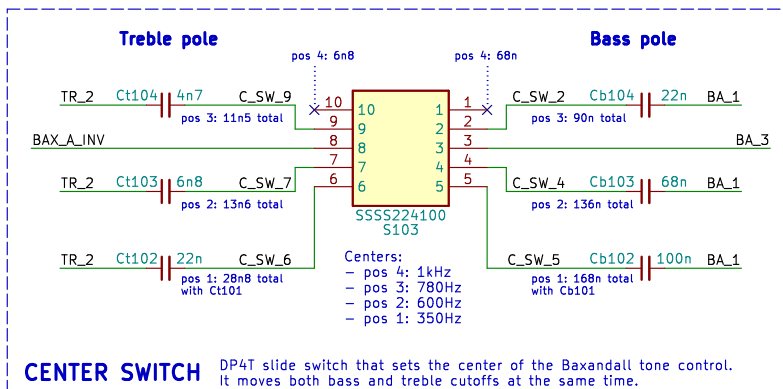 Treble pole
Bass pole
pos 4: 6n8
pos 4: 68n
TR_2 Ct104 4n7 C_SW_9
10 10 1 1
C_SW_2 Cb104 22n BA_1
pos 3: 11n5 total
9 9 2 2
pos 3: 90n total
BAX_A_INV
8 8 3 3
BA_3
7 7 4 4
TR_2 Ct103 6n8 C_SW_7
6 6 5 5
C_SW_4 Cb103 68n BA_1
pos 2: 13n6 total
pos 2: 136n total
SSSS224100
S103
TR_2 Ct102 22n C_SW_6
C_SW_5 Cb102 100n BA_1
pos 1: 28n8 total
with Ct101
pos 1: 168n total
with Cb101
Centers:
- pos 4: 1kHz
- pos 3: 780Hz
- pos 2: 600Hz
- pos 1: 350Hz
CENTER SWITCH
DP4T slide switch that sets the center of the Baxandall tone control.
It moves both bass and treble cutoffs at the same time.